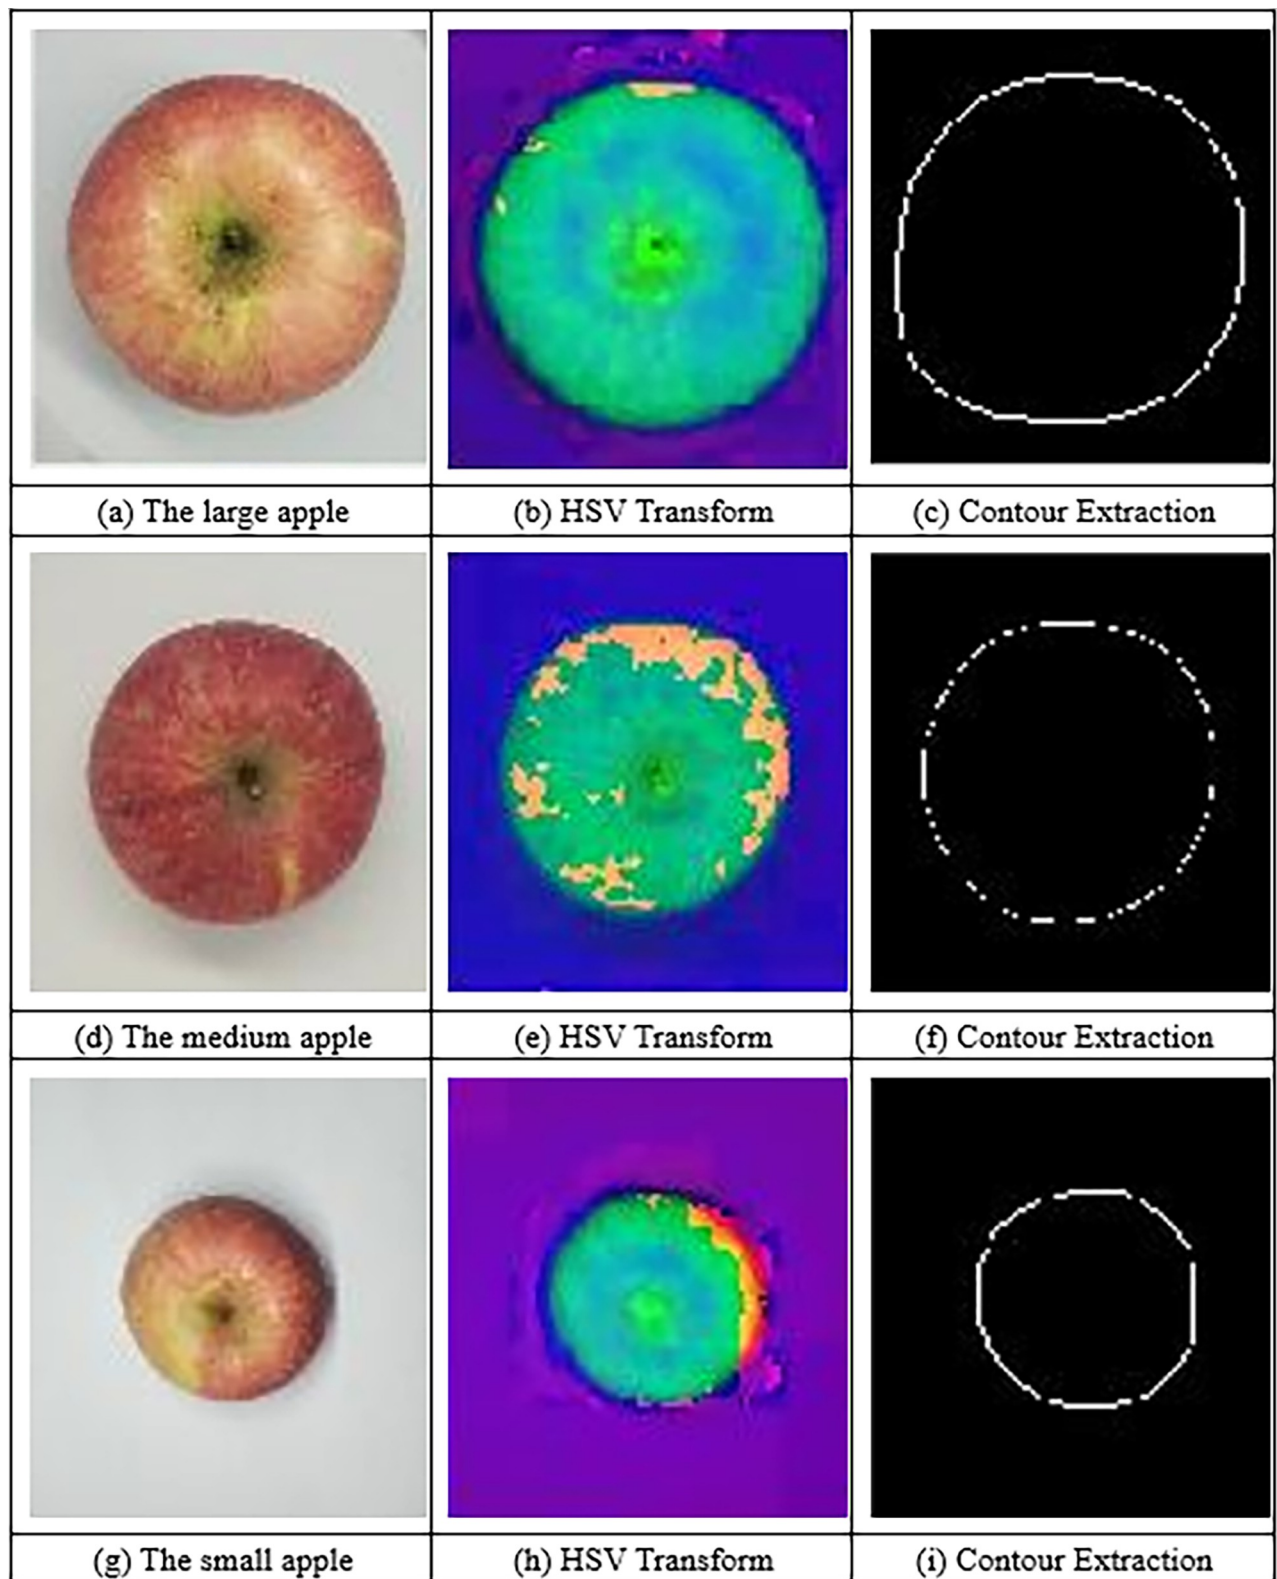 (a) The large apple
(b) HSV Transform
(c) Contour Extraction
(d) The medium apple
(e) HSV Transform
(f) Contour Extraction
(g) The small apple
(h) HSV Transform
(i) Contour Extraction